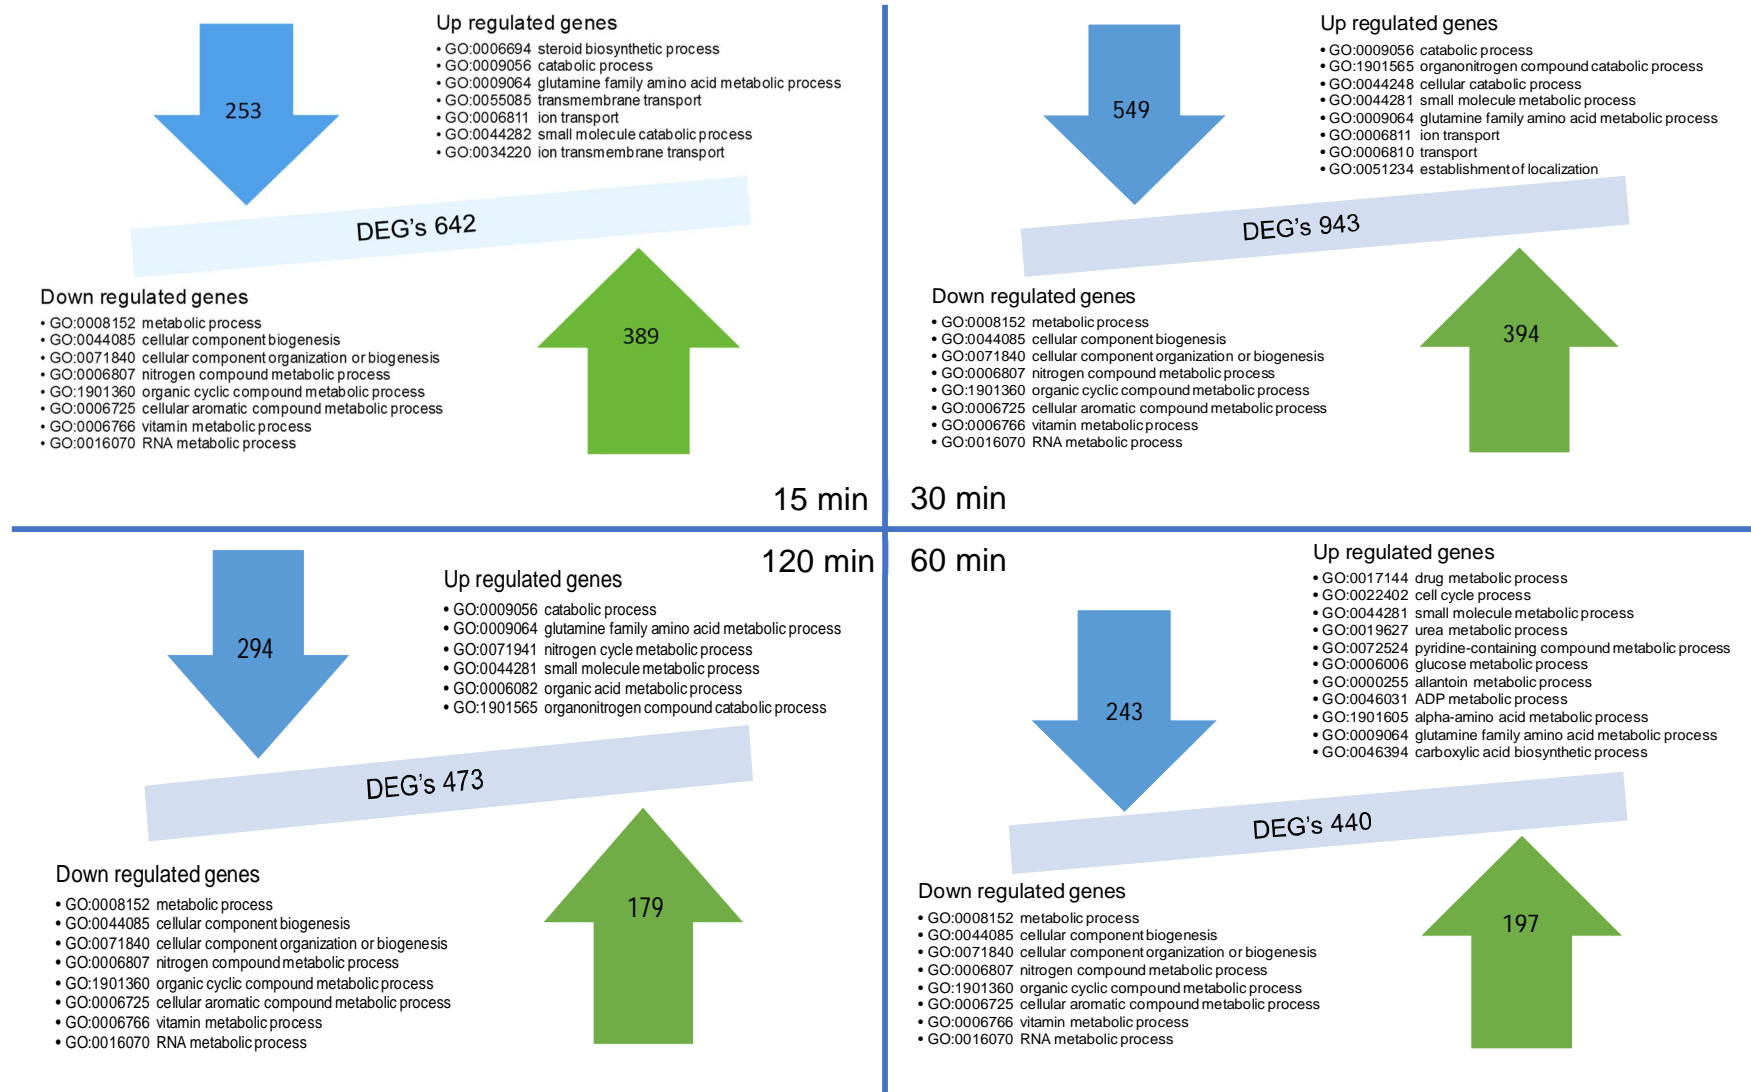 Up regulated genes
• GO:0006694 steroid biosynthetic process
• GO:0009056 catabolic process
• GO:0009064 glutamine family amino acid metabolic process
• GO:0055085 transmembrane transport
• GO:0006811 ion transport
• GO:0044282 small molecule catabolic process
• GO:0034220 ion transmembrane transport
253
DEG's 642
Down regulated genes
• GO:0008152 metabolic process
• GO:0044085 cellular component biogenesis
• GO:0071840 cellular component organization or biogenesis
• GO:0006807 nitrogen compound metabolic process
• GO:1901360 organic cyclic compound metabolic process
• GO:0006725 cellular aromatic compound metabolic process
• GO:0006766 vitamin metabolic process
• GO:0016070 RNA metabolic process
389
15 min
Up regulated genes
• GO:0009056 catabolic process
• GO:1901565 organonitrogen compound catabolic process
• GO:0044248 cellular catabolic process
• GO:0044281 small molecule metabolic process
• GO:0009064 glutamine family amino acid metabolic process
• GO:0006811 ion transport
• GO:0006810 transport
• GO:0051234 establishment of localization
549
DEG's 943
Down regulated genes
• GO:0008152 metabolic process
• GO:0044085 cellular component biogenesis
• GO:0071840 cellular component organization or biogenesis
• GO:0006807 nitrogen compound metabolic process
• GO:1901360 organic cyclic compound metabolic process
• GO:0006725 cellular aromatic compound metabolic process
• GO:0006766 vitamin metabolic process
• GO:0016070 RNA metabolic process
394
30 min
120 min
Up regulated genes
• GO:0009056 catabolic process
• GO:0009064 glutamine family amino acid metabolic process
• GO:0071941 nitrogen cycle metabolic process
• GO:0044281 small molecule metabolic process
• GO:0006082 organic acid metabolic process
• GO:1901565 organonitrogen compound catabolic process
294
DEG's 473
Down regulated genes
• GO:0008152 metabolic process
• GO:0044085 cellular component biogenesis
• GO:0071840 cellular component organization or biogenesis
• GO:0006807 nitrogen compound metabolic process
• GO:1901360 organic cyclic compound metabolic process
• GO:0006725 cellular aromatic compound metabolic process
• GO:0006766 vitamin metabolic process
• GO:0016070 RNA metabolic process
179
60 min
Up regulated genes
• GO:0017144 drug metabolic process
• GO:0022402 cell cycle process
• GO:0044281 small molecule metabolic process
• GO:0019627 urea metabolic process
• GO:0072524 pyridine-containing compound metabolic process
• GO:0006006 glucose metabolic process
• GO:0000255 allantoin metabolic process
• GO:0046031 ADP metabolic process
• GO:1901605 alpha-amino acid metabolic process
• GO:0009064 glutamine family amino acid metabolic process
• GO:0046394 carboxylic acid biosynthetic process
243
DEG's 440
Down regulated genes
• GO:0008152 metabolic process
• GO:0044085 cellular component biogenesis
• GO:0071840 cellular component organization or biogenesis
• GO:0006807 nitrogen compound metabolic process
• GO:1901360 organic cyclic compound metabolic process
• GO:0006725 cellular aromatic compound metabolic process
• GO:0006766 vitamin metabolic process
• GO:0016070 RNA metabolic process
197